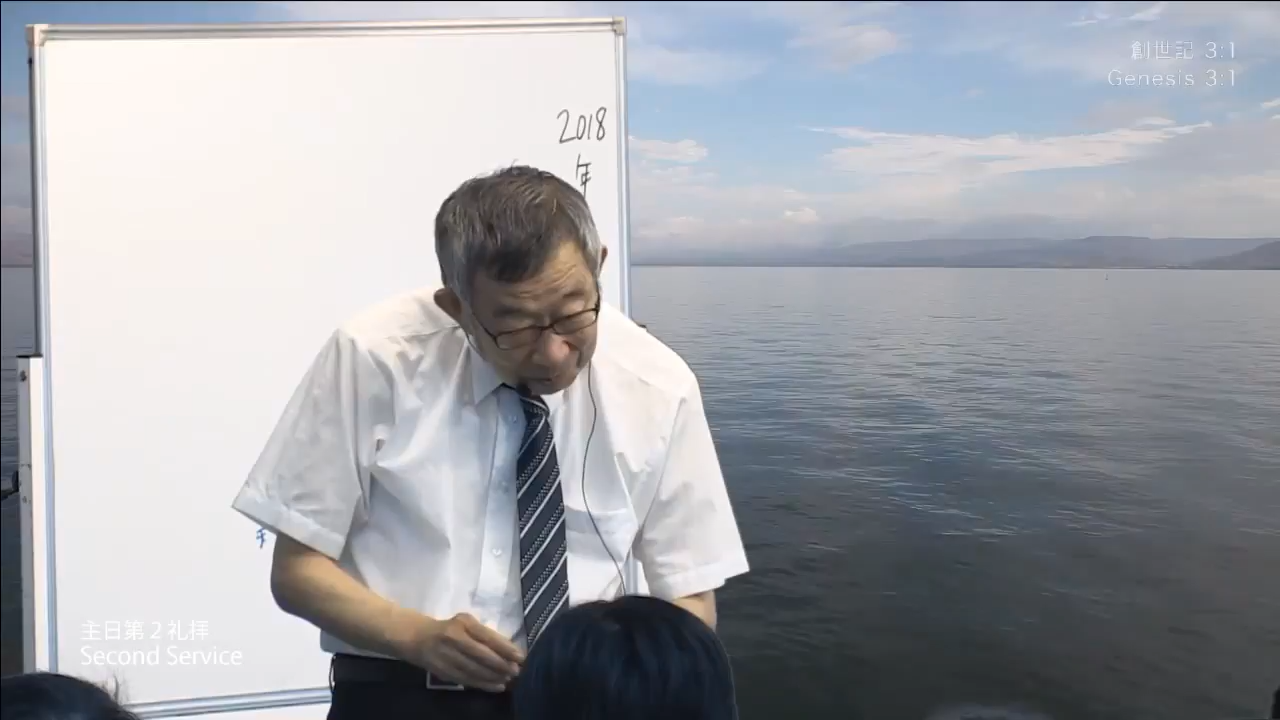 創世記 3:1
Genesis 3:1
2018
年
主日第2礼拝
Second Service